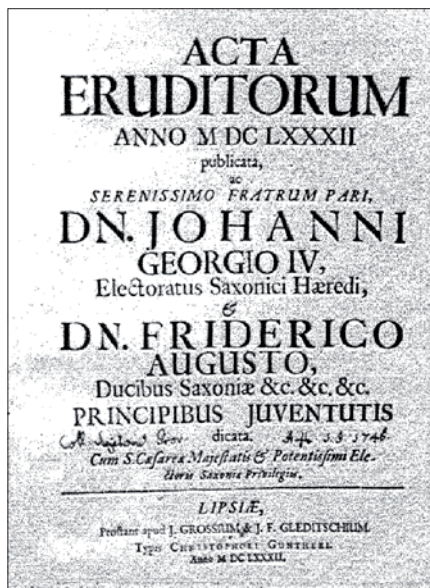 ACTA
ERUDITORUM
ANNO M DC LXXXII
publicata,
ac
SERENISSIMO FRATRUM PARI,
DN. JOHANNI
GEORGIO IV,
Electoratus Saxonici Hæredi,
&
DN. FRIDERICO
AUGUSTO,
Ducibus Saxoniæ &c. &c. &c.
PRINCIPIBUS JUVENTUTIS
dicata. 1746
Cum S. Cæsareæ Majestatis & Potentissimi Ele-
ctoris Saxoniæ Privilegiis.
LIPSIÆ,
Prostant apud J. GROSSIUM & J. F. GLEDITSCHIUM.
Typis CHRISTOPHORI
Anno M DC LXXXII.